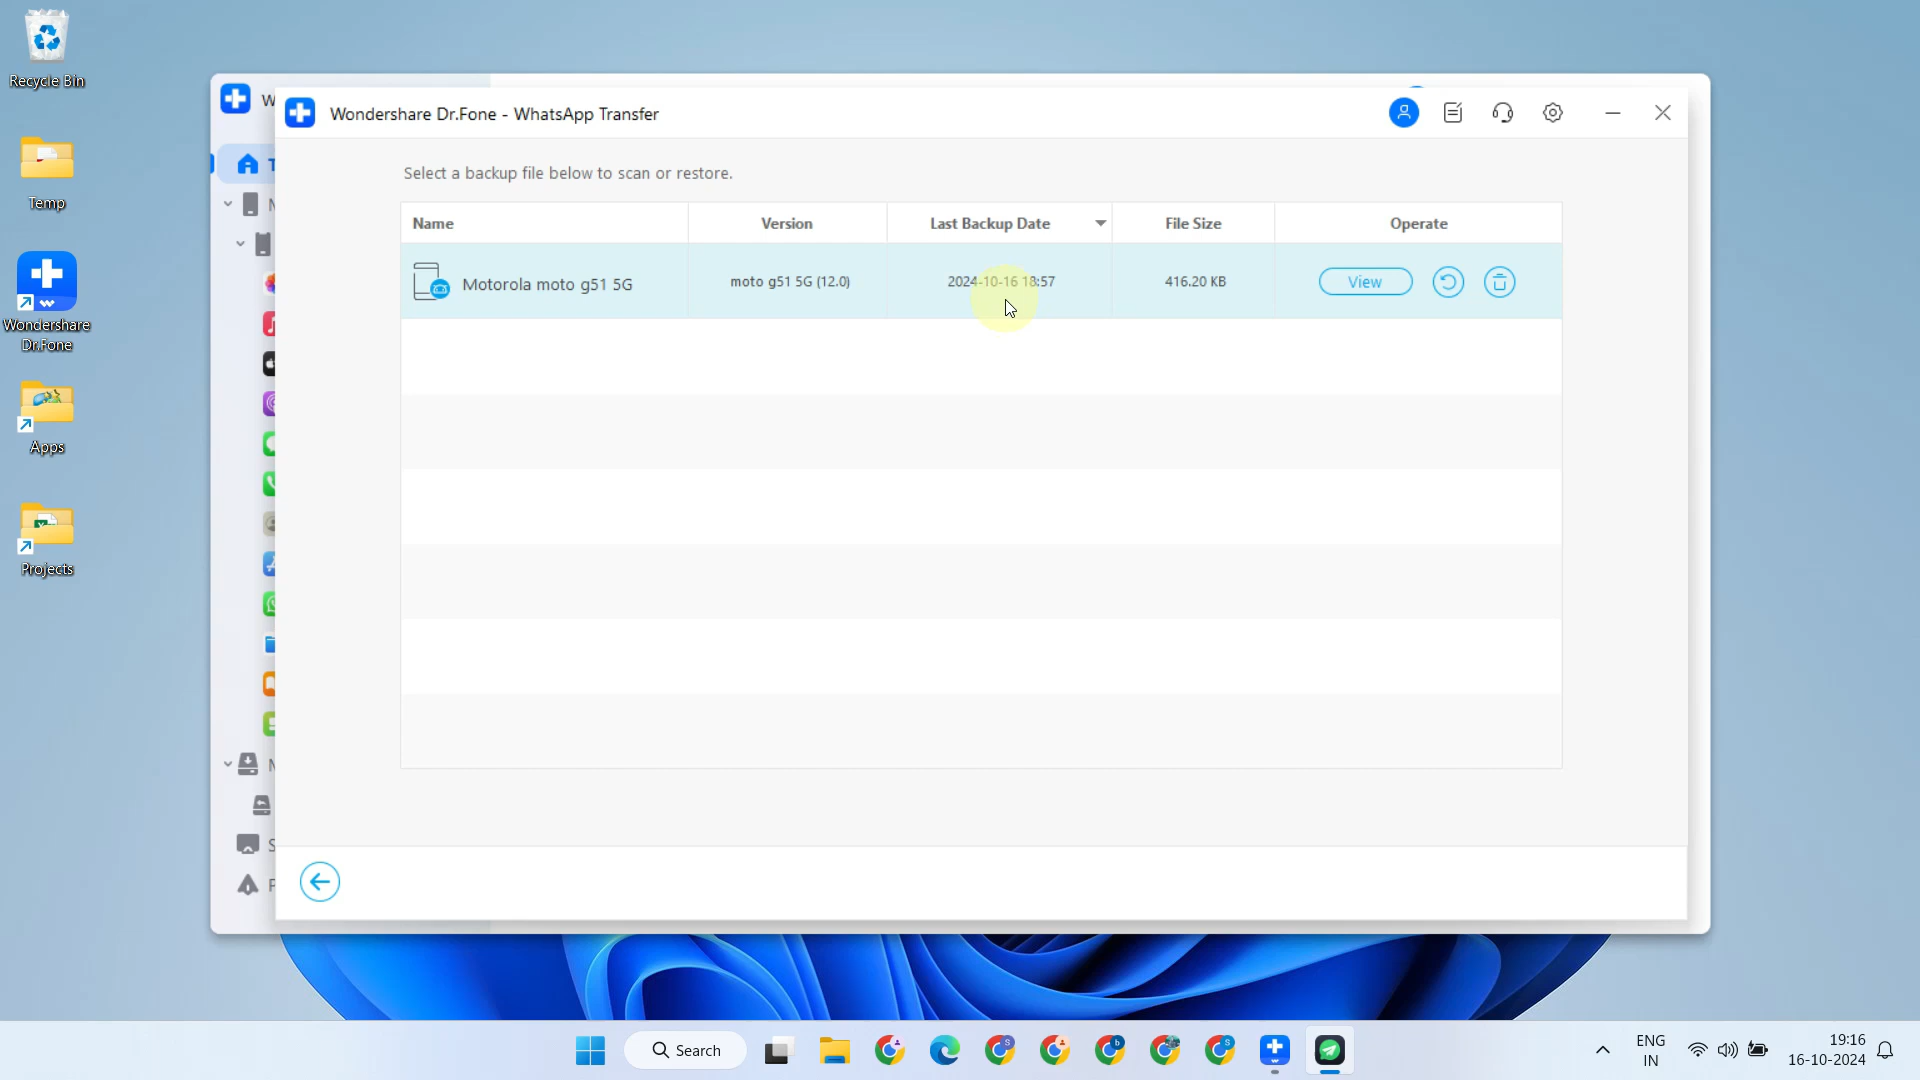 Recycle Bin
Temp
Wondershare
Dr.Fone
Apps
Projects
W
Wondershare Dr.Fone - WhatsApp Transfer
Select a backup file below to scan or restore.
Name Version Last Backup Date File Size Operate
Motorola moto g51 5G moto g51 5G (12.0) 2024-10-16 18:57 416.20 KB View
Search
ENG
IN
19:16
16-10-2024